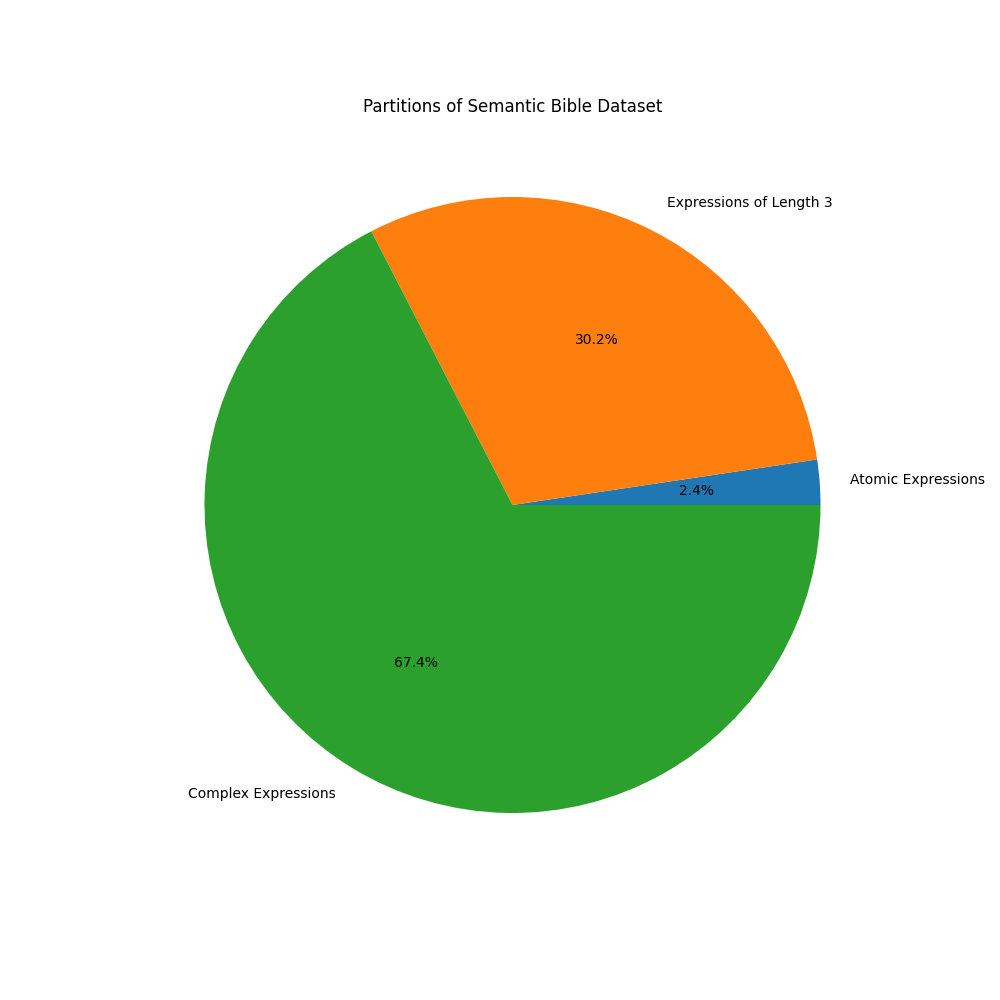 Partitions of Semantic Bible Dataset
Expressions of Length 3
30.2%
Atomic Expressions
2.4%
67.4%
Complex Expressions